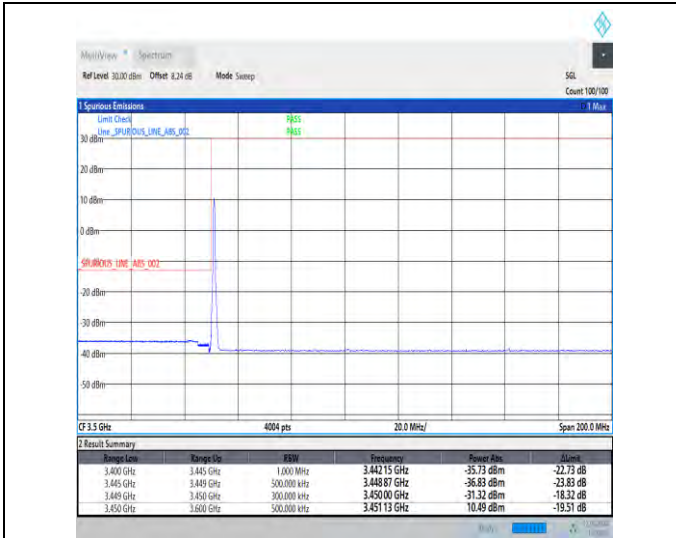 MultiView Spectrum
Ref Level 30.00 dBm Offset 8.24 dB Mode Sweep SGL
Count 100/100
1 Spurious Emissions 1 Max
Limit Check PASS
Line _SPURIOUS_LINE_ABS_002 PASS
30 dBm
20 dBm
10 dBm
0 dBm
_SPURIOUS_LINE_ABS_002
-20 dBm
-30 dBm
-40 dBm
-50 dBm
CF 3.5 GHz 4004 pts 20.0 MHz/ Span 200.0 MHz
2 Result Summary
Range Low Range Up RBW Frequency Power Abs ΔLimit
3.400 GHz 3.445 GHz 1.000 MHz 3.442 15 GHz -35.73 dBm -22.73 dB
3.445 GHz 3.449 GHz 500.000 kHz 3.448 87 GHz -36.83 dBm -23.83 dB
3.449 GHz 3.450 GHz 300.000 kHz 3.450 00 GHz -31.32 dBm -18.32 dB
3.450 GHz 3.600 GHz 500.000 kHz 3.451 13 GHz 10.49 dBm -19.51 dB